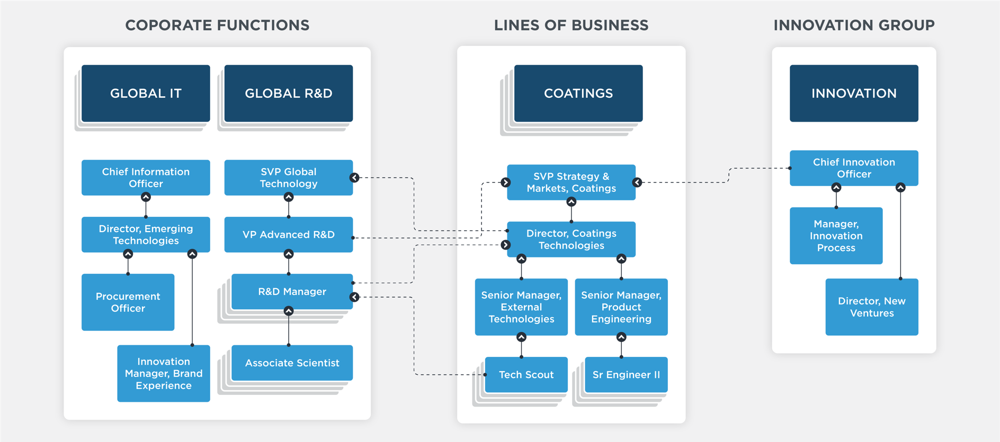 COPORATE FUNCTIONS
GLOBAL IT
GLOBAL R&D
Chief Information
Officer
SVP Global
Technology
Director, Emerging
Technologies
VP Advanced R&D
Procurement
Officer
R&D Manager
Innovation
Manager, Brand
Experience
Associate Scientist
LINES OF BUSINESS
COATINGS
SVP Strategy &
Markets, Coatings
Director, Coatings
Technologies
Senior Manager,
External
Technologies
Senior Manager,
Product
Engineering
Tech Scout
Sr Engineer II
INNOVATION GROUP
INNOVATION
Chief Innovation
Officer
Manager,
Innovation
Process
Director, New
Ventures